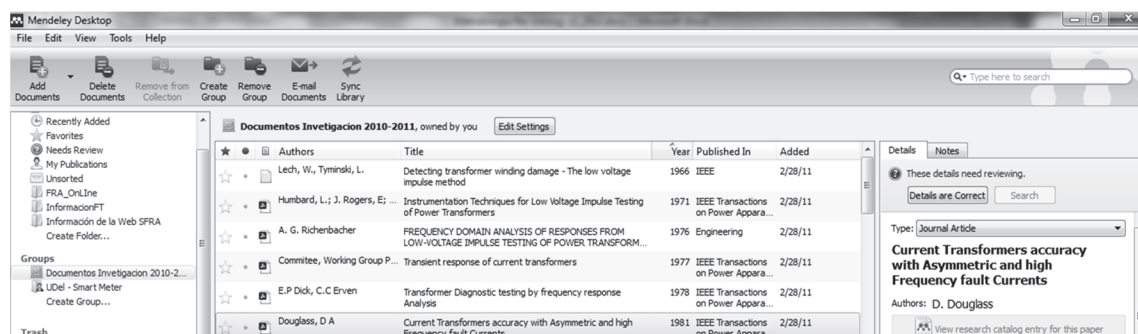 Mendeley Desktop
File Edit View Tools Help
Add Documents
Delete Documents
Remove from Collection
Create Group
Remove Group
E-mail Documents
Sync Library
Type here to search
Recently Added
Favorites
Needs Review
My Publications
Unsorted
FRA_OnLIne
InformacionFT
Información de la Web SFRA
Create Folder...
Groups
Documentos Invetigacion 2010-2...
UDel - Smart Meter
Create Group...
Trash
Documentos Invetigacion 2010-2011, owned by you Edit Settings
Authors Title Year Published In Added
Lech, W., Tyminski, L. Detecting transformer winding damage - The low voltage 1966 IEEE 2/28/11
impulse method
Humbard, L.; J. Rogers, E; ... Instrumentation Techniques for Low Voltage Impulse Testing 1971 IEEE Transactions 2/28/11
of Power Transformers on Power Appara...
A. G. Richenbacher FREQUENCY DOMAIN ANALYSIS OF RESPONSES FROM 1976 Engineering 2/28/11
LOW-VOLTAGE IMPULSE TESTING OF POWER TRANSFORM...
Commitee, Working Group P... Transient response of current transformers 1977 IEEE Transactions 2/28/11
on Power Appara...
E.P Dick, C.C Erven Transformer Diagnostic testing by frequency response 1978 IEEE Transactions 2/28/11
Analysis on Power Appara...
Douglass, D A Current Transformers accuracy with Asymmetric and high 1981 IEEE Transactions 2/28/11
Frequency fault Currents on Power Appara...
Details Notes
These details need reviewing.
Details are Correct Search
Type: Journal Article
Current Transformers accuracy
with Asymmetric and high
Frequency fault Currents
Authors: D. Douglass
View research catalog entry for this paper